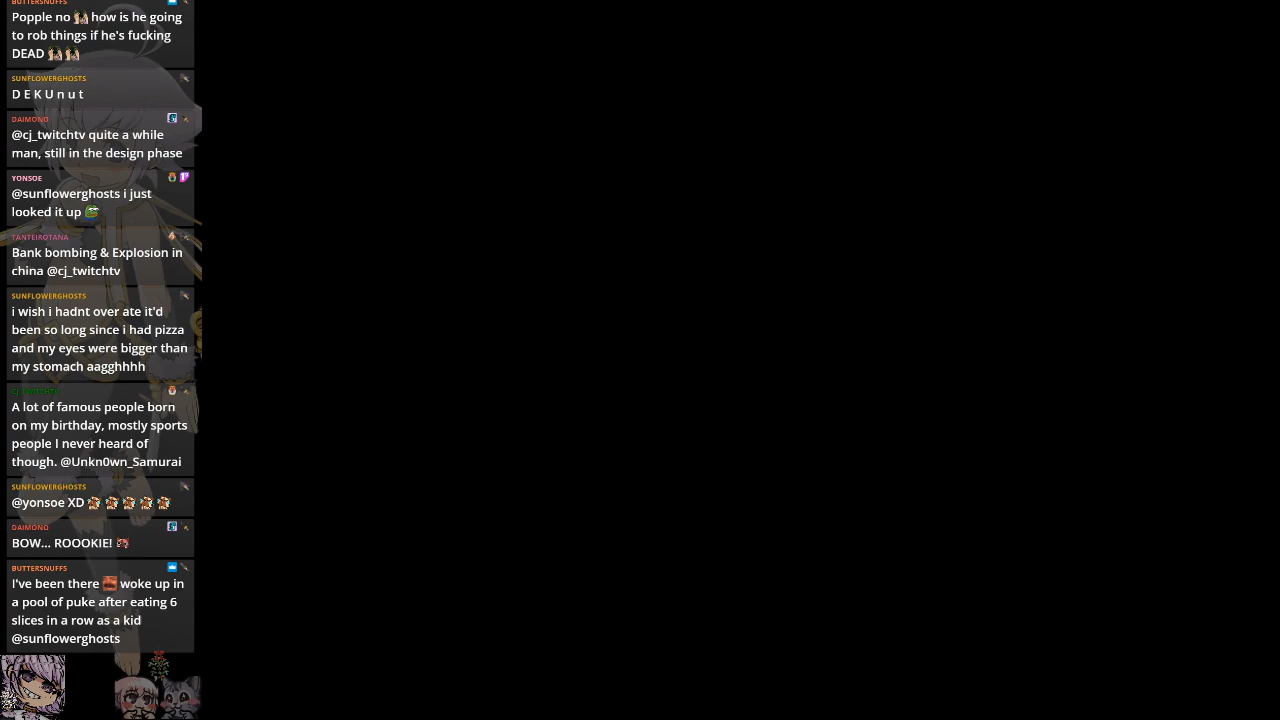 BUTTERSNUFFS
Popple no how is he going
to rob things if he's fucking
DEAD
SUNFLOWERGHOSTS
D E K U n u t
DAIMONO
@cj_twitchtv quite a while
man, still in the design phase
YONSOE
@sunflowerghosts i just
looked it up
TANTEIROTANA
Bank bombing & Explosion in
china @cj_twitchtv
SUNFLOWERGHOSTS
i wish i hadnt over ate it'd
been so long since i had pizza
and my eyes were bigger than
my stomach aagghhhh
CJ_TWITCHTV
A lot of famous people born
on my birthday, mostly sports
people I never heard of
though. @Unkn0wn_Samurai
SUNFLOWERGHOSTS
@yonsoe XD
DAIMONO
BOW... ROOOKIE!
BUTTERSNUFFS
I've been there woke up in
a pool of puke after eating 6
slices in a row as a kid
@sunflowerghosts